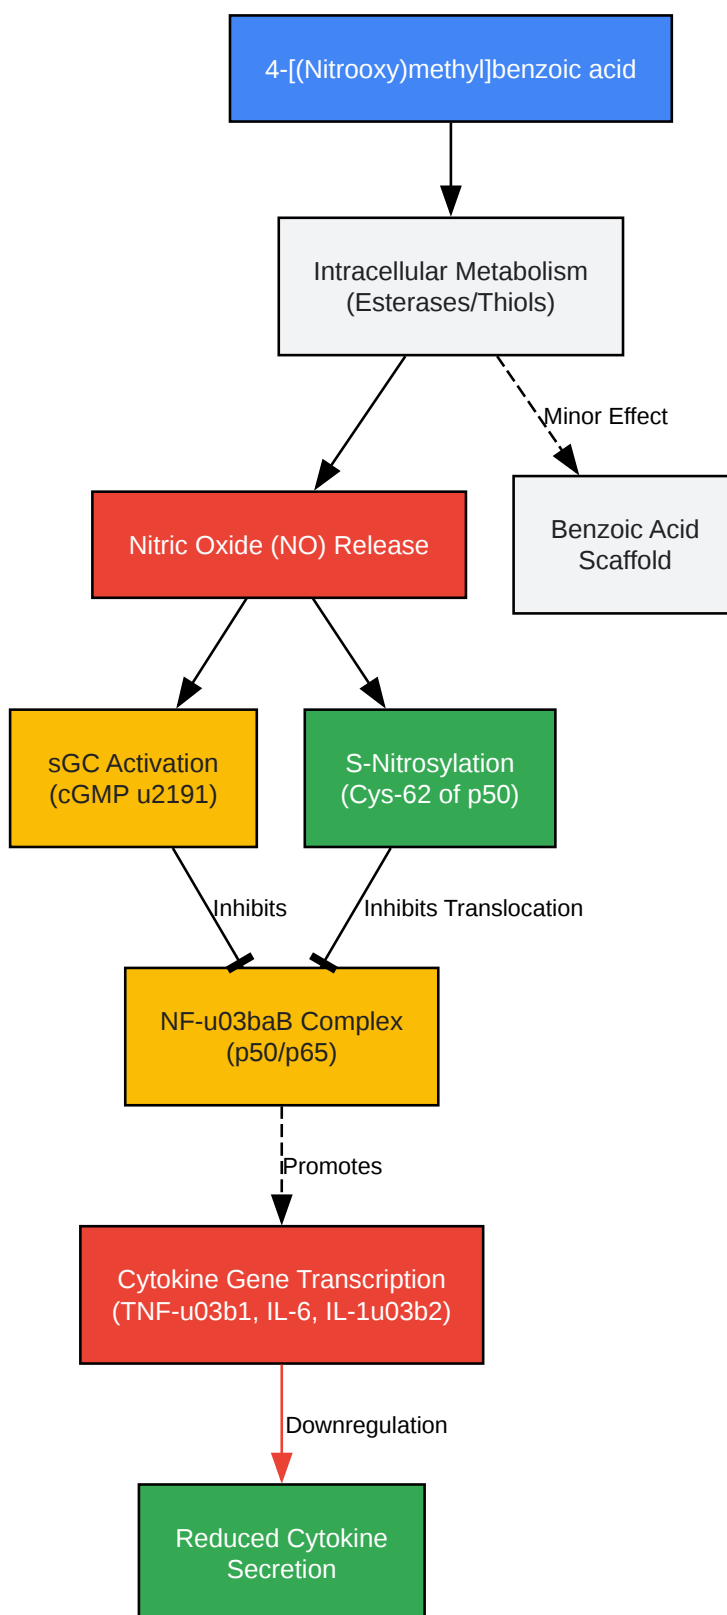 4-[(Nitrooxy)methyl]benzoic acid
Intracellular Metabolism
(Esterases/Thiols)
Minor Effect
Nitric Oxide (NO) Release
Benzoic Acid
Scaffold
sGC Activation
(cGMP u2191)
S-Nitrosylation
(Cys-62 of p50)
Inhibits
Inhibits Translocation
NF-u03baB Complex
(p50/p65)
Promotes
Cytokine Gene Transcription
(TNF-u03b1, IL-6, IL-1u03b2)
Downregulation
Reduced Cytokine
Secretion